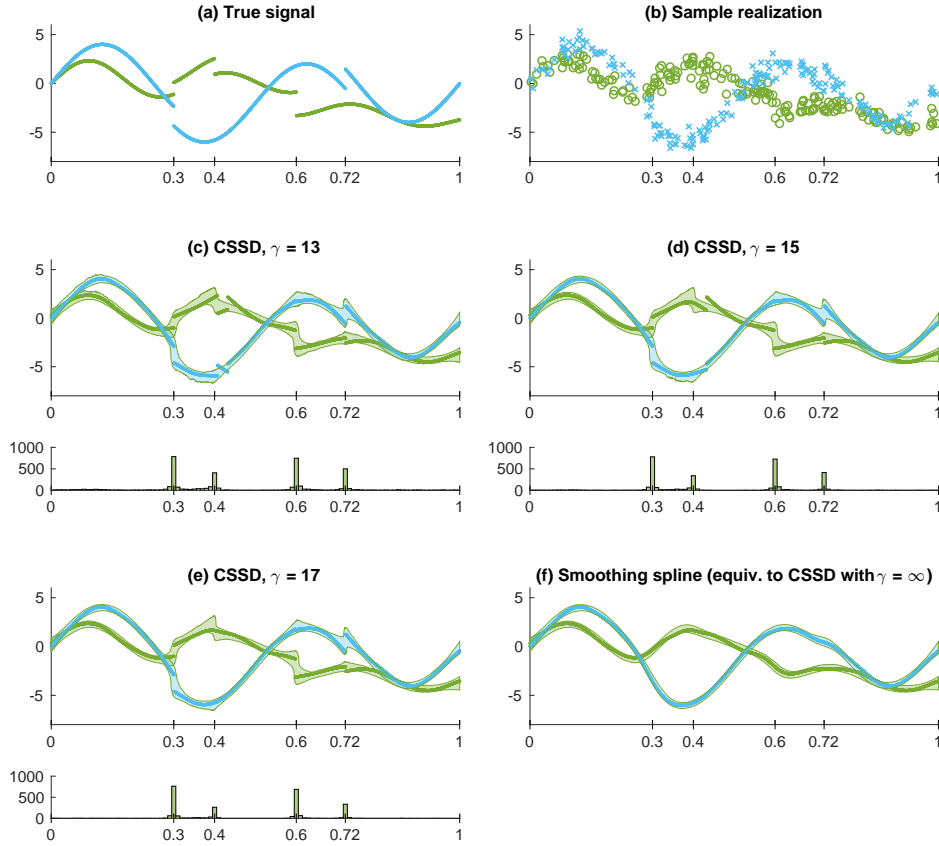 (a) True signal
5
0
-5
0 0.3 0.4 0.6 0.72 1
(b) Sample realization
5
0
-5
0 0.3 0.4 0.6 0.72 1
(c) CSSD, γ = 13
5
0
-5
0 0.3 0.4 0.6 0.72 1
1000
500
0
0 0.3 0.4 0.6 0.72 1
(d) CSSD, γ = 15
5
0
-5
0 0.3 0.4 0.6 0.72 1
1000
500
0
0 0.3 0.4 0.6 0.72 1
(e) CSSD, γ = 17
5
0
-5
0 0.3 0.4 0.6 0.72 1
1000
500
0
0 0.3 0.4 0.6 0.72 1
(f) Smoothing spline (equiv. to CSSD with γ = ∞)
5
0
-5
0 0.3 0.4 0.6 0.72 1